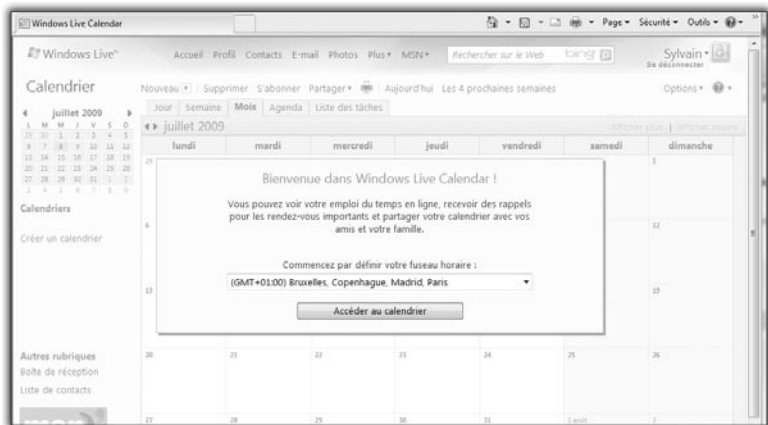 Windows Live Calendar
Page Sécurité Outils
Windows Live™ Accueil Profil Contacts E-mail Photos Plus MSN Rechercher sur le Web bing Sylvain
Se déconnecter
Calendrier
Nouveau Supprimer S'abonner Partager Aujourd'hui Les 4 prochaines semaines Options
Jour Semaine Mois Agenda Liste des tâches
juillet 2009
L M M J V S D
29 30 1 2 3 4 5
6 7 8 9 10 11 12
13 14 15 16 17 18 19
20 21 22 23 24 25 26
27 28 29 30 31 1 2
3 4 5 6 7 8 9
Calendriers
Créer un calendrier
Autres rubriques
Boîte de réception
Liste de contacts
juillet 2009 Afficher plus Afficher moins
lundi mardi mercredi jeudi vendredi samedi dimanche
29 5
6 12
13 19
20 21 22 23 24 25 26
27 28 29 30 31 1 août 2
Bienvenue dans Windows Live Calendar !
Vous pouvez voir votre emploi du temps en ligne, recevoir des rappels
pour les rendez-vous importants et partager votre calendrier avec vos
amis et votre famille.
Commencez par définir votre fuseau horaire :
(GMT+01:00) Bruxelles, Copenhague, Madrid, Paris
Accéder au calendrier